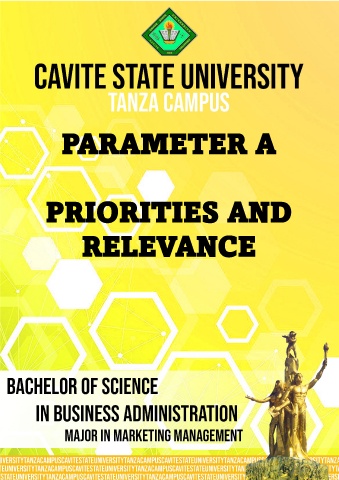 CAVITE STATE UNIVERSITY
TANZA CAMPUS
PARAMETER A
PRIORITIES AND
RELEVANCE
BACHELOR OF SCIENCE
IN BUSINESS ADMINISTRATION
MAJOR IN MARKETING MANAGEMENT
IVERSITYTANZACAMPUSCAVITESTATEUNIVERSITYTANZACAMPUSCAVITESTATEUNIVERSITY